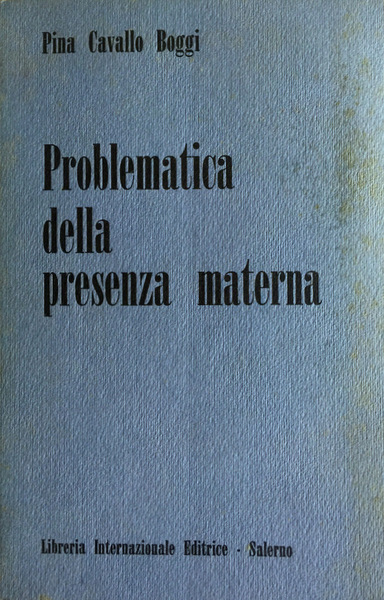 Pina Cavallo Boggi
Problematica
della
presenza materna
Libreria Internazionale Editrice - Salerno